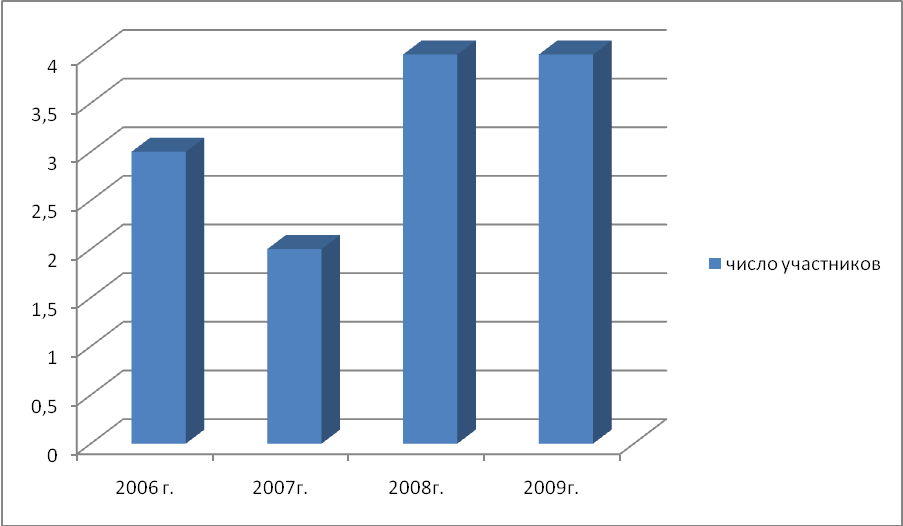 4
3,5
3
2,5
2
1,5
1
0,5
0
2006 г.
2007г.
2008г.
2009г.
число участников